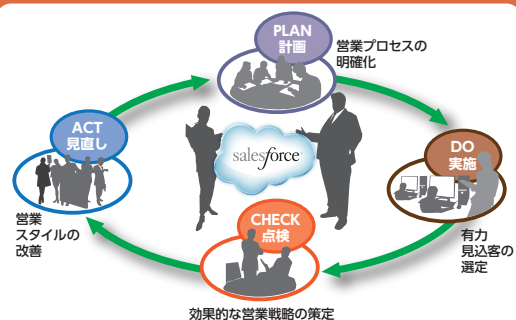 PLAN
計画
営業プロセスの
明確化
ACT
見直し
DO
実施
salesforce
営業
スタイルの
改善
CHECK
点検
有力
見込客の
選定
効果的な営業戦略の策定